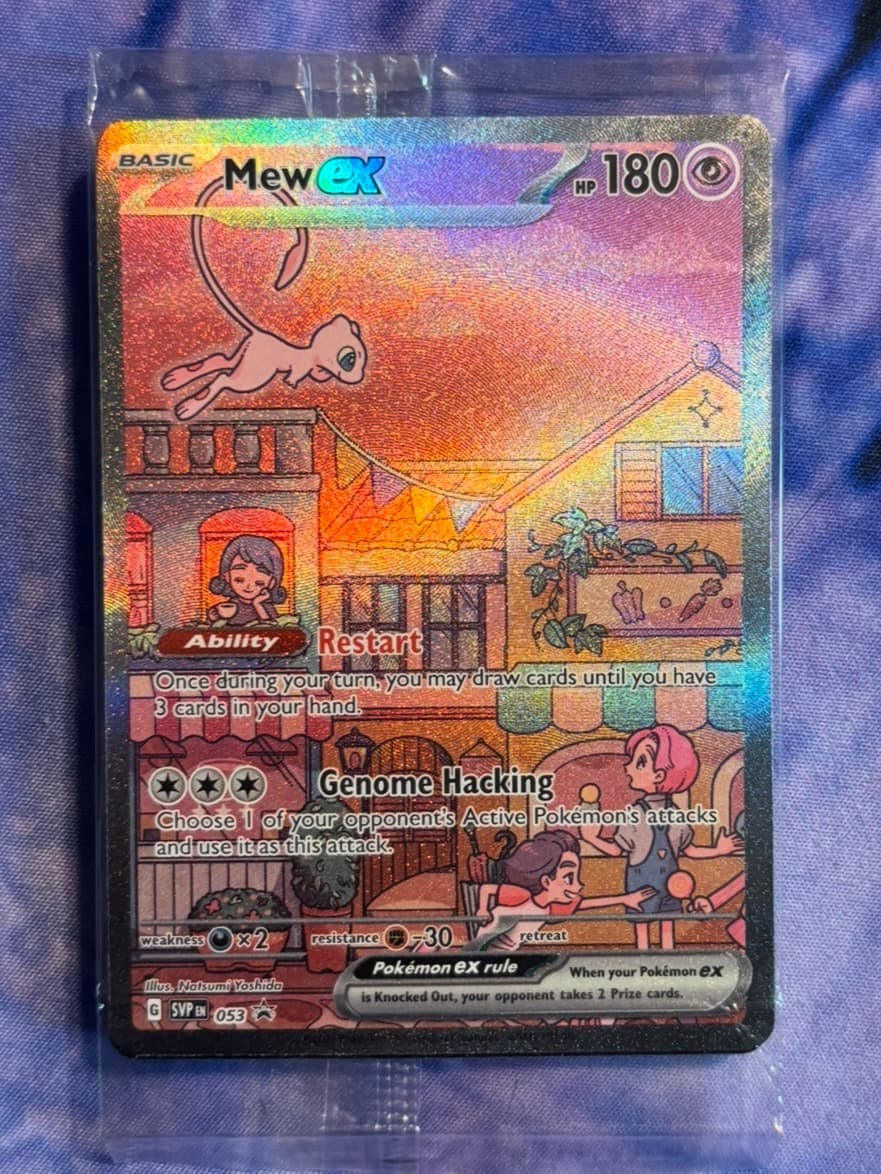 BASIC Mew ex HP 180
Ability Restart
Once during your turn, you may draw cards until you have
3 cards in your hand.
Genome Hacking
Choose 1 of your opponent's Active Pokémon's attacks
and use it as this attack.
weakness ×2 resistance -30 retreat
Pokémon ex rule When your Pokémon ex
is Knocked Out, your opponent takes 2 Prize cards.
Illus. Natsumi Yoshida
G SVP EN 053